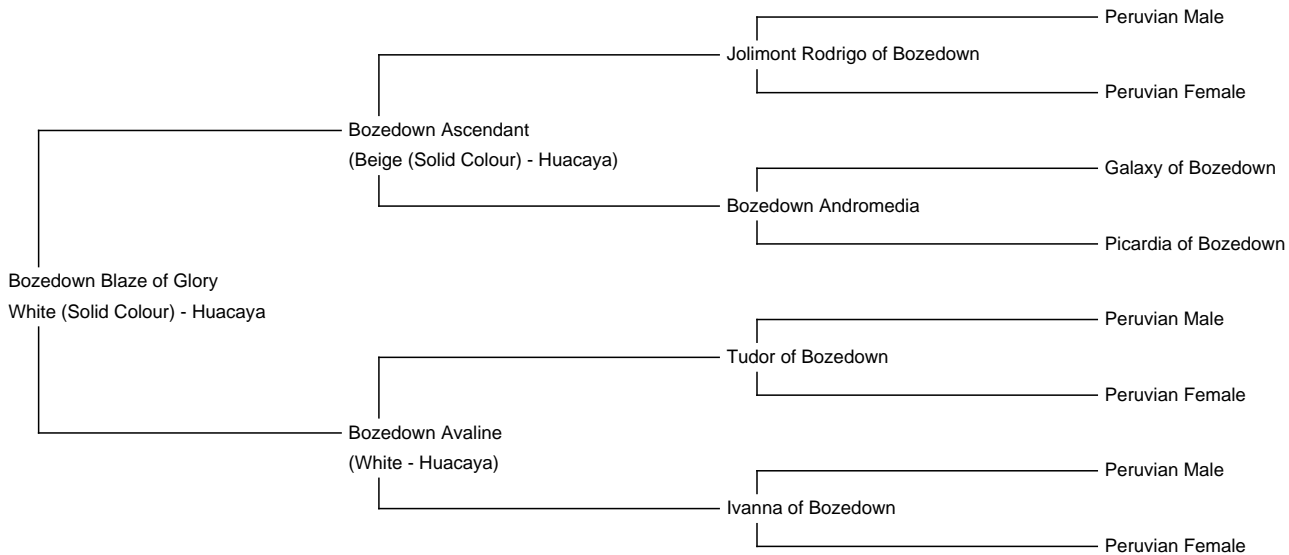 Peruvian Male
Jolimont Rodrigo of Bozedown
Peruvian Female
Bozedown Ascendant
(Beige (Solid Colour) - Huacaya)
Galaxy of Bozedown
Bozedown Andromedia
Picardia of Bozedown
Bozedown Blaze of Glory
White (Solid Colour) - Huacaya
Peruvian Male
Tudor of Bozedown
Peruvian Female
Bozedown Avaline
(White - Huacaya)
Peruvian Male
Ivanna of Bozedown
Peruvian Female